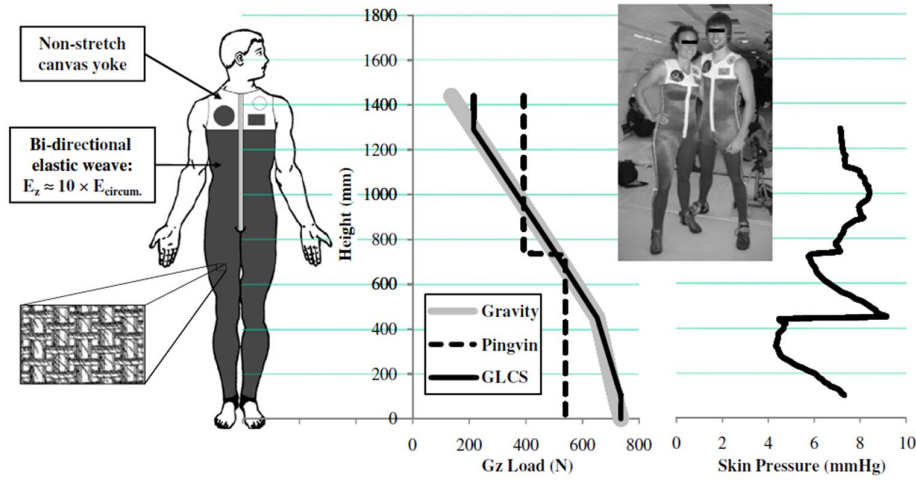 Non-stretch
canvas yoke
Bi-directional
elastic weave:
Ez ≈ 10 × Ecircum.
Height (mm)
1800
1600
1400
1200
1000
800
600
400
200
0
Gravity
Pingvin
GLCS
0 200 400 600 800
Gz Load (N)
0 2 4 6 8 10
Skin Pressure (mmHg)